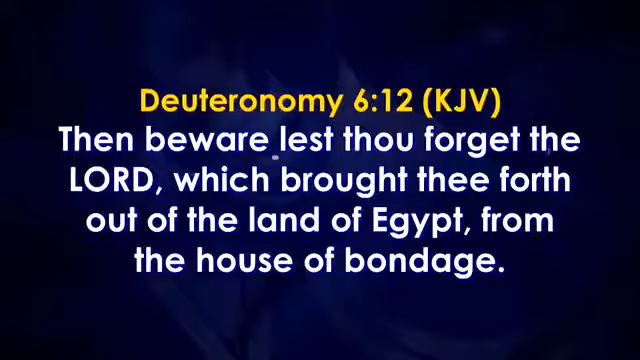 Deuteronomy 6:12 (KJV)
Then beware lest thou forget the
LORD, which brought thee forth
out of the land of Egypt, from
the house of bondage.